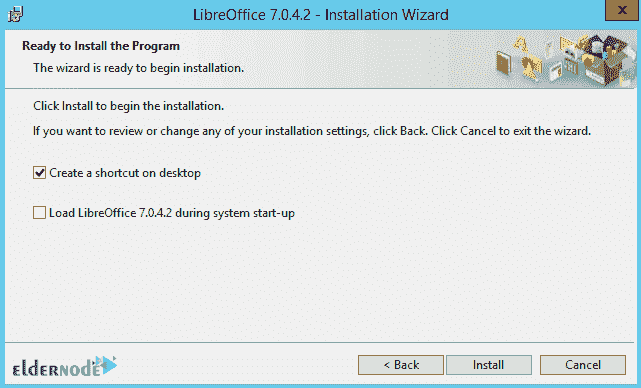 LibreOffice 7.0.4.2 - Installation Wizard
x
Ready to Install the Program
The wizard is ready to begin installation.
Click Install to begin the installation.
If you want to review or change any of your installation settings, click Back. Click Cancel to exit the wizard.
Create a shortcut on desktop
Load LibreOffice 7.0.4.2 during system start-up
elderNode
< Back Install Cancel